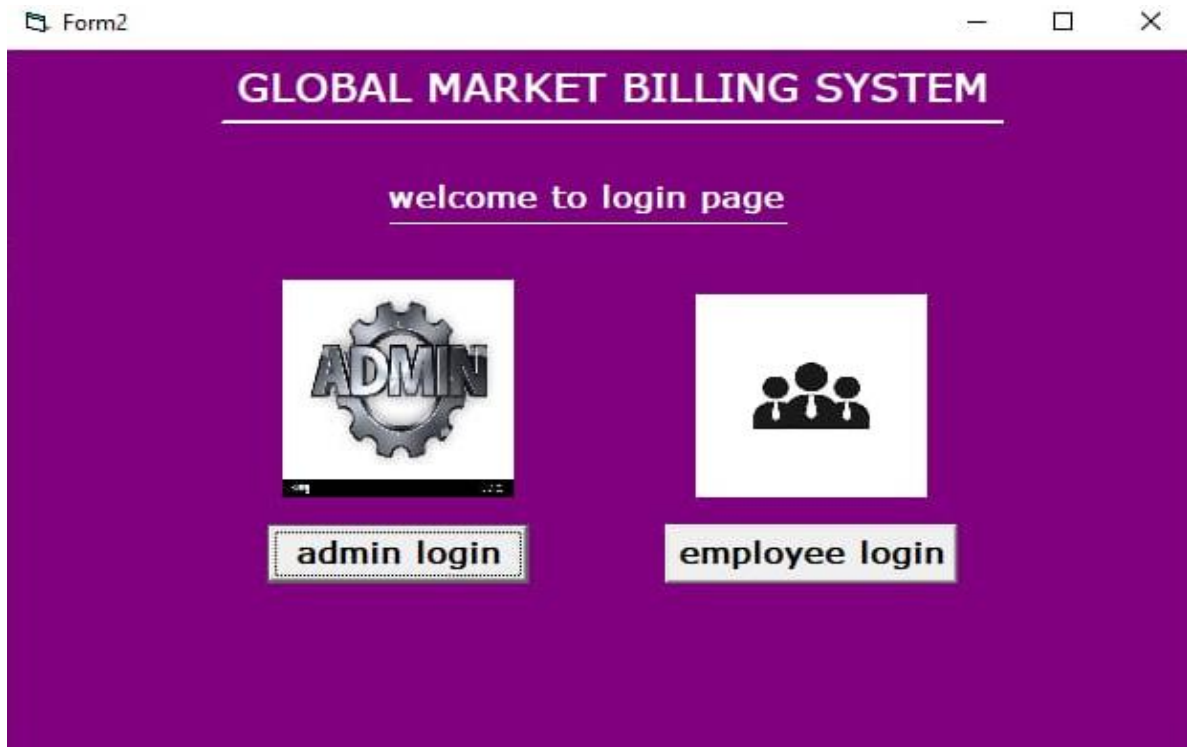 Form2
GLOBAL MARKET BILLING SYSTEM
welcome to login page
ADMIN
admin login
employee login